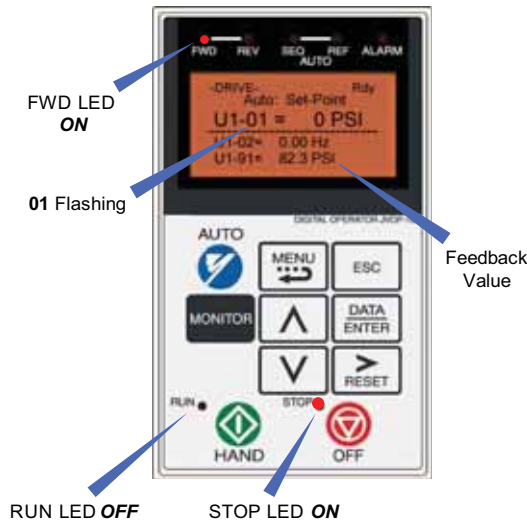 FWD REV SEQ REF ALARM
AUTO
FWD LED
ON
-DRIVE- Rdy
Auto: Set-Point
U1-01 = 0 PSI
U1-02= 0.00 Hz
U1-91= 82.3 PSI
01 Flashing
DIGITAL OPERATOR JVOP
Feedback
Value
AUTO
MENU
ESC
MONITOR
DATA
ENTER
RESET
RUN
STOP
HAND
OFF
RUN LED OFF
STOP LED ON